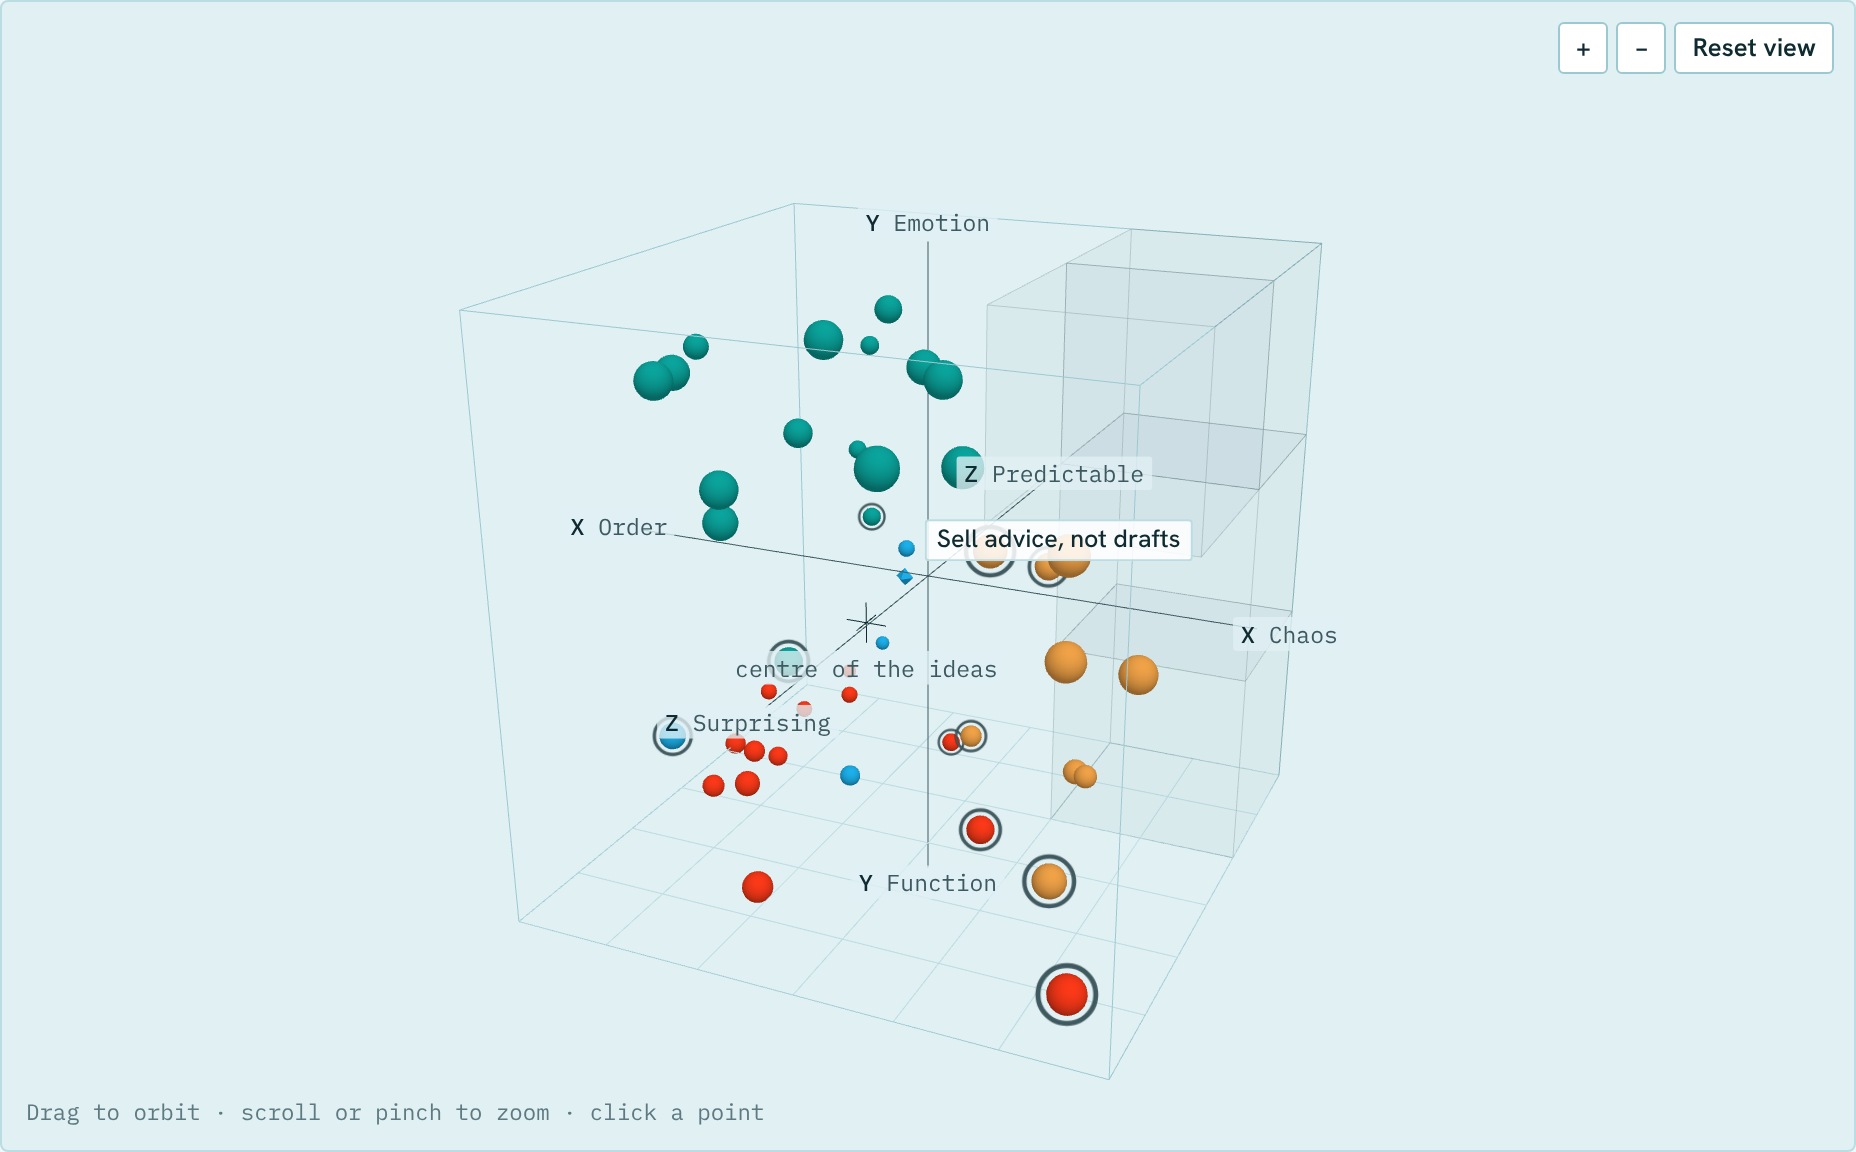 +
-
Reset view
Y Emotion
Z Predictable
X Order
Sell advice, not drafts
X Chaos
centre of the ideas
Z Surprising
Y Function
Drag to orbit · scroll or pinch to zoom · click a point